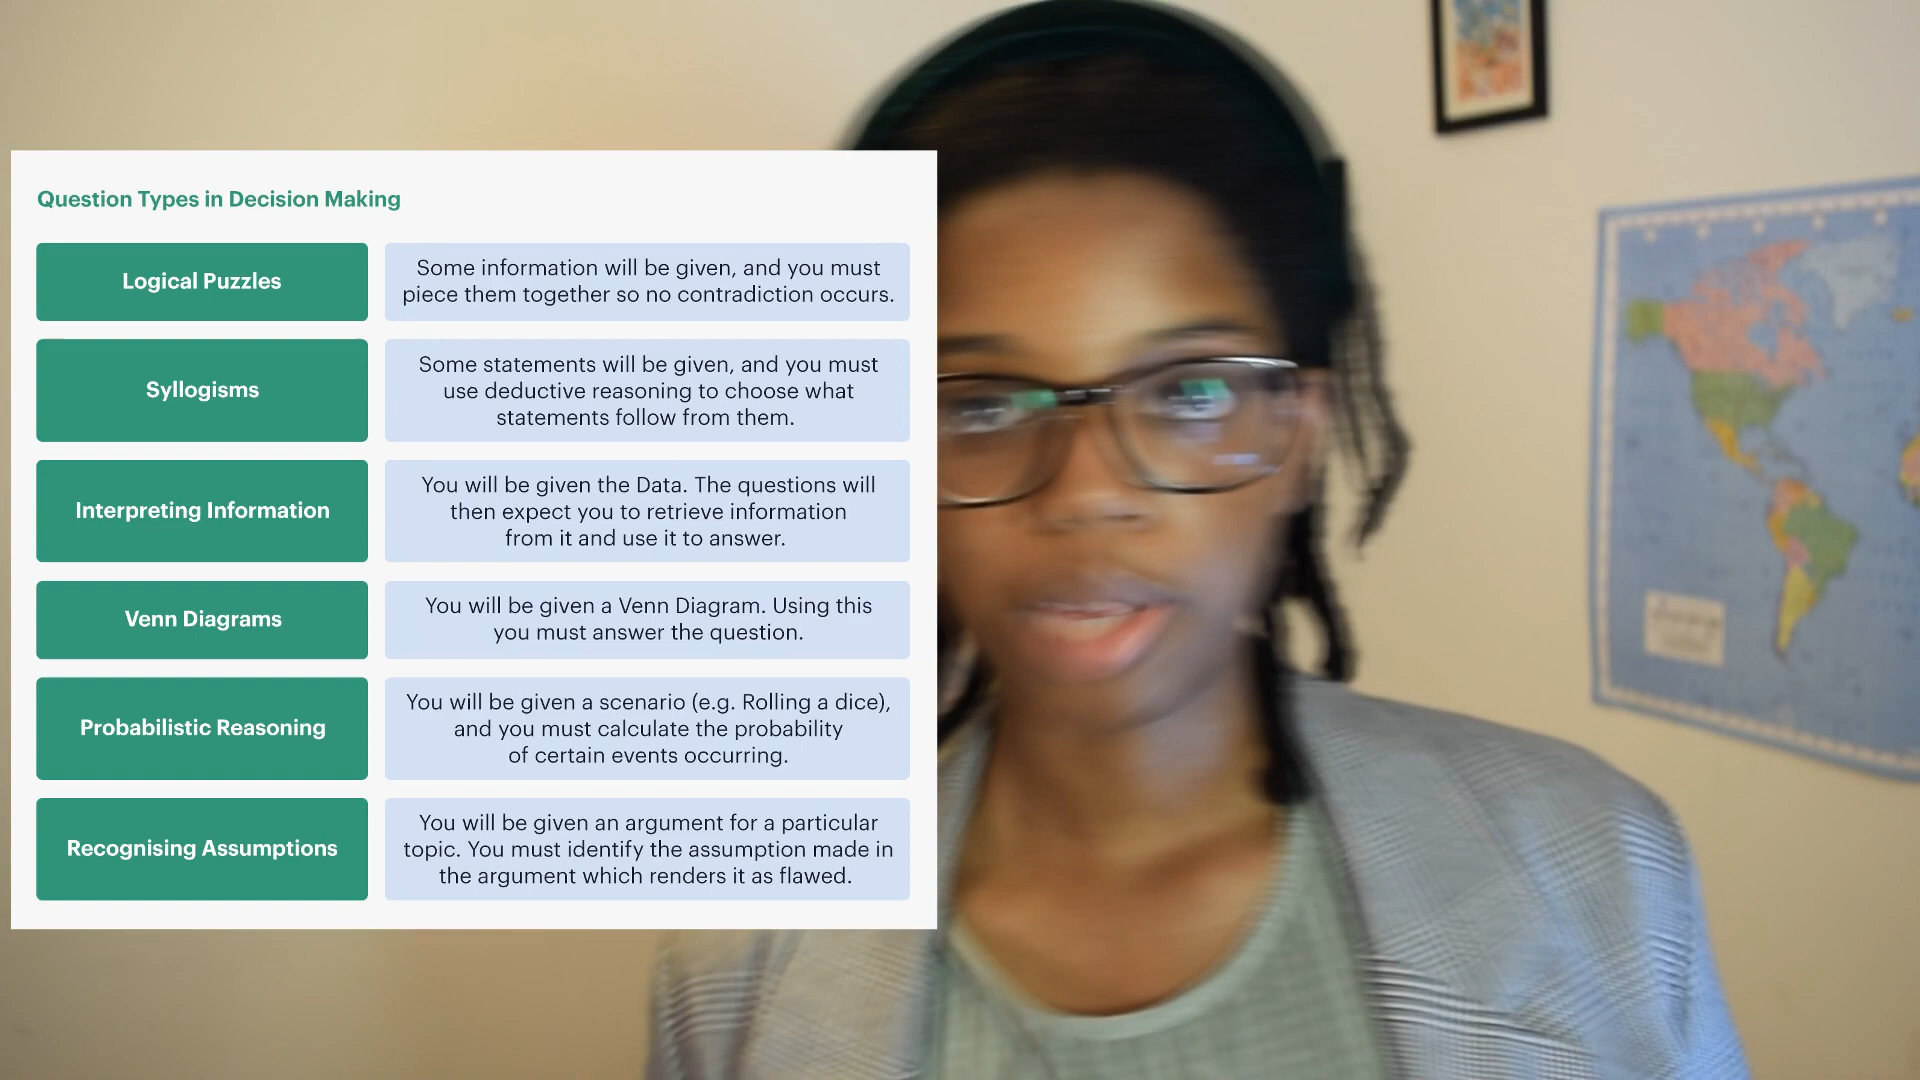 Question Types in Decision Making
Logical Puzzles
Some information will be given, and you must
piece them together so no contradiction occurs.
Syllogisms
Some statements will be given, and you must
use deductive reasoning to choose what
statements follow from them.
Interpreting Information
You will be given the Data. The questions will
then expect you to retrieve information
from it and use it to answer.
Venn Diagrams
You will be given a Venn Diagram. Using this
you must answer the question.
Probabilistic Reasoning
You will be given a scenario (e.g. Rolling a dice),
and you must calculate the probability
of certain events occurring.
Recognising Assumptions
You will be given an argument for a particular
topic. You must identify the assumption made in
the argument which renders it as flawed.